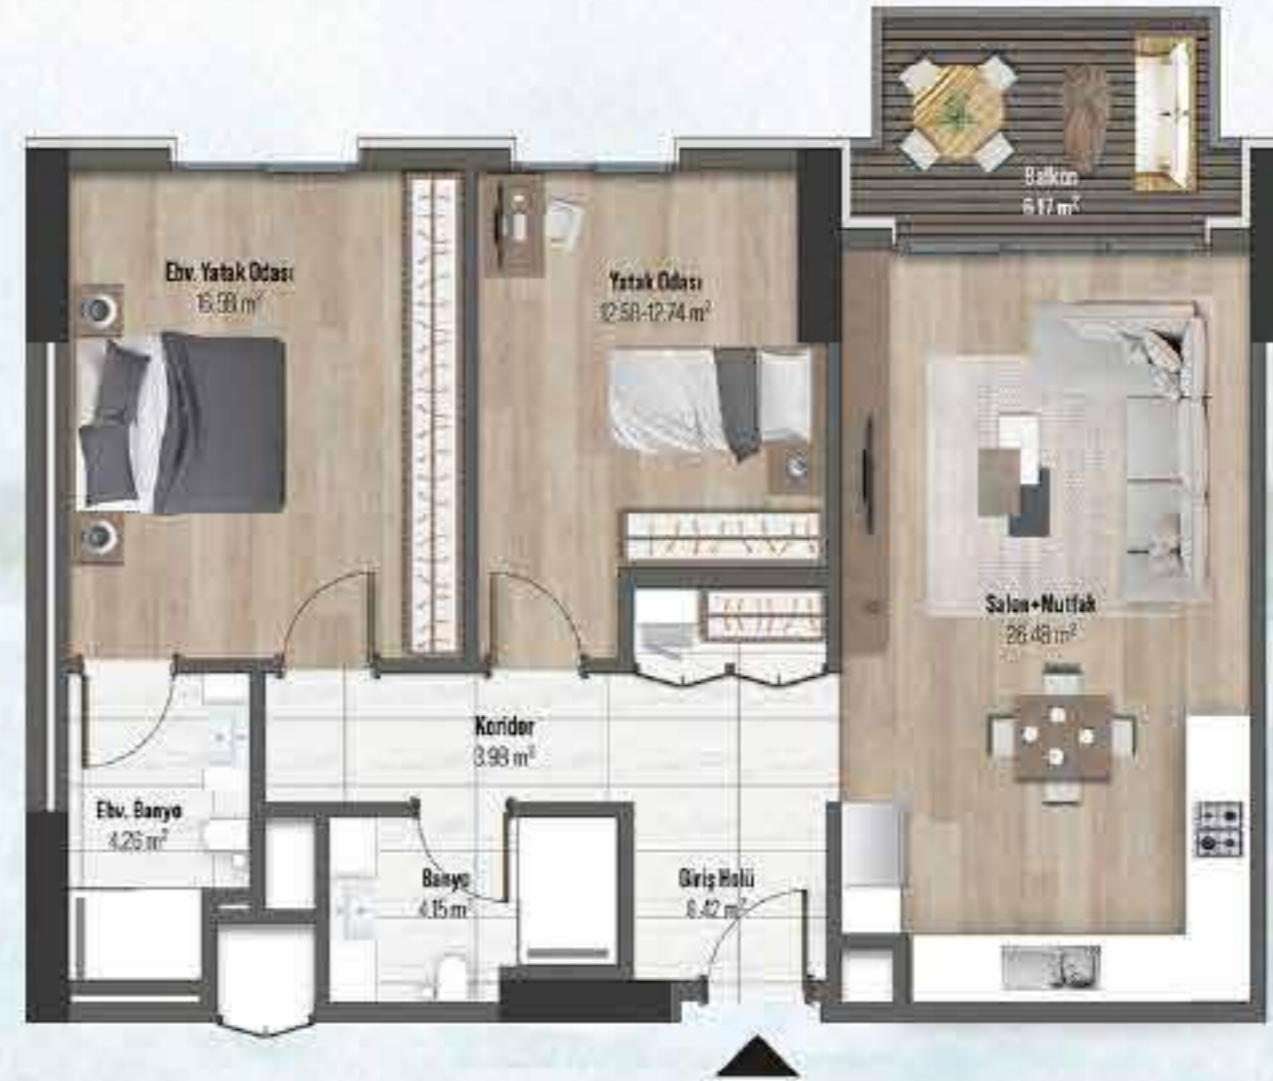 Balkon
6.17 m²
Ebv. Yatak Odası
16.38 m²
Yatak Odası
12.58-12.74 m²
Salon+Mutfak
26.48 m²
Koridor
3.98 m²
Ebv. Banyo
4.26 m²
Banyo
4.15 m²
Giriş Holü
8.42 m²